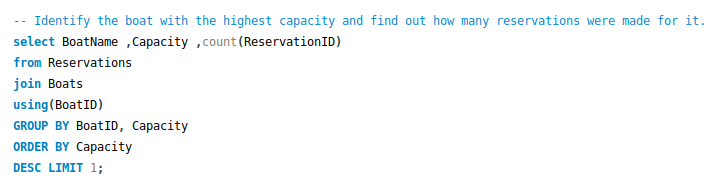 -- Identify the boat with the highest capacity and find out how many reservations were made for it.
select BoatName ,Capacity ,count(ReservationID)
from Reservations
join Boats
using(BoatID)
GROUP BY BoatID, Capacity
ORDER BY Capacity
DESC LIMIT 1;